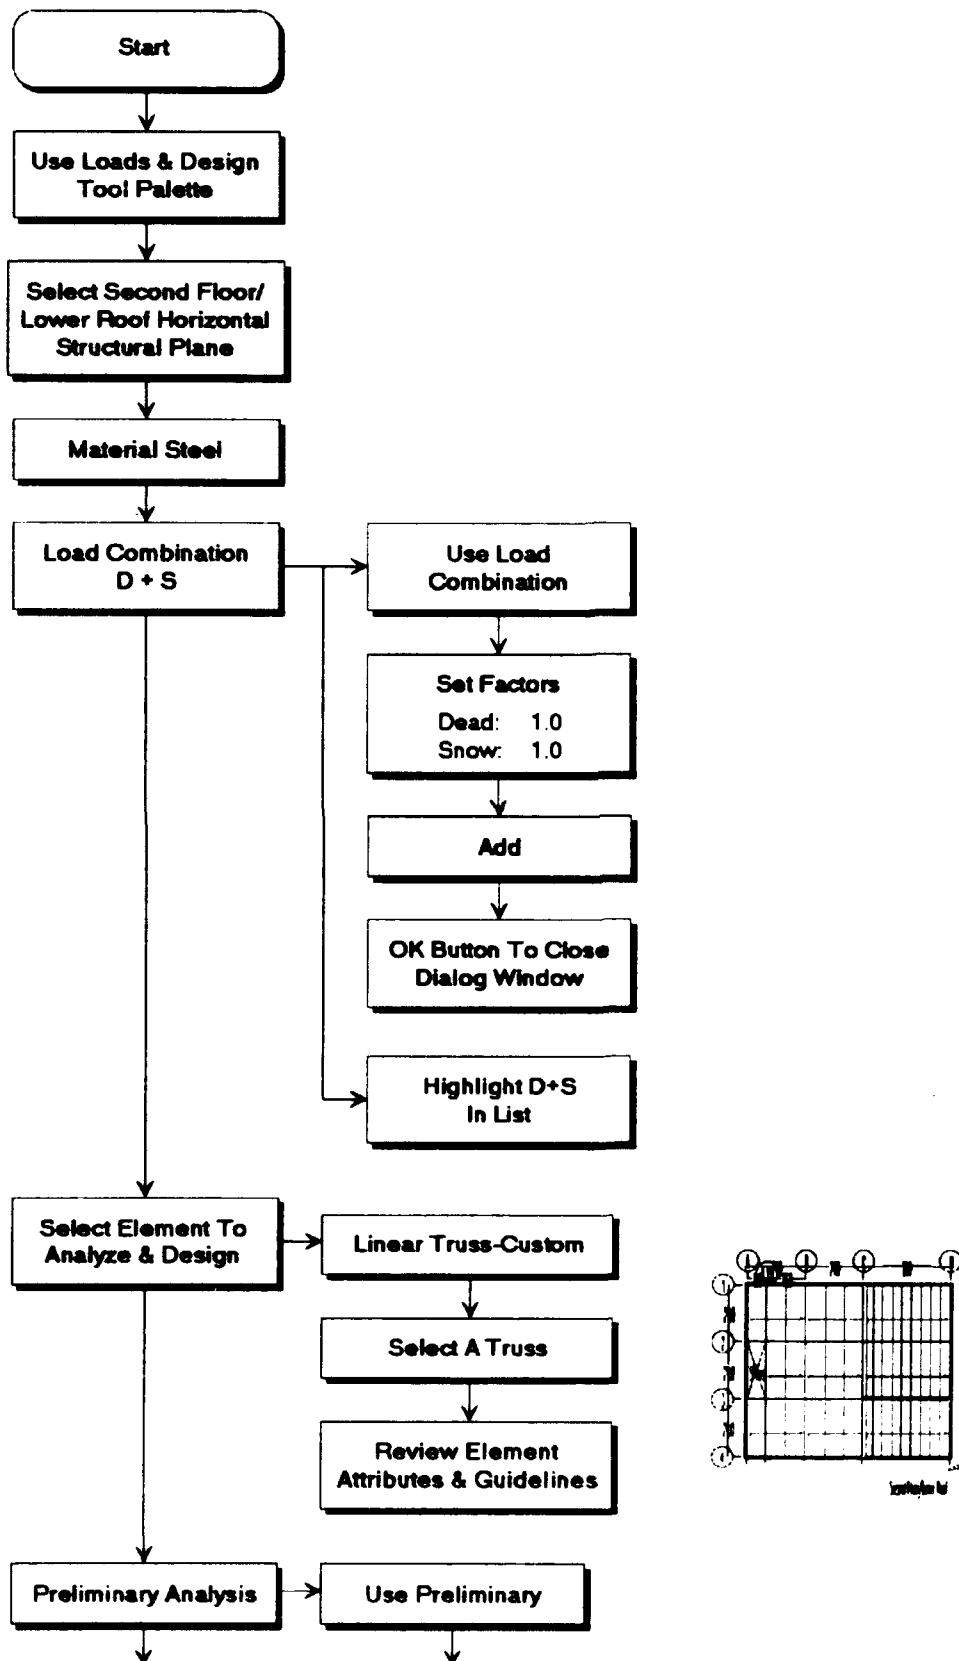 Start
Use Loads & Design
Tool Palette
Select Second Floor/
Lower Roof Horizontal
Structural Plane
Material Steel
Load Combination
D + S
Use Load
Combination
Set Factors
Dead: 1.0
Snow: 1.0
Add
OK Button To Close
Dialog Window
Highlight D+S
In List
Select Element To
Analyze & Design
Linear Truss-Custom
Select A Truss
Review Element
Attributes & Guidelines
Preliminary Analysis
Use Preliminary